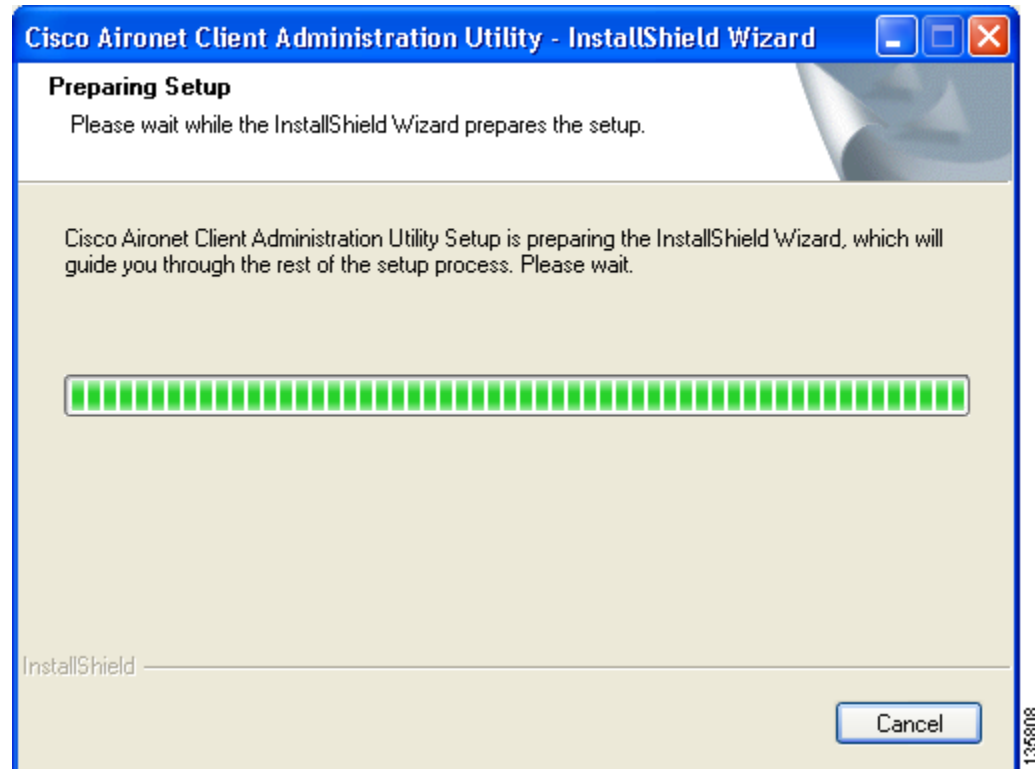 Cisco Aironet Client Administration Utility - InstallShield Wizard
Preparing Setup
Please wait while the InstallShield Wizard prepares the setup.
Cisco Aironet Client Administration Utility Setup is preparing the InstallShield Wizard, which will
guide you through the rest of the setup process. Please wait.
InstallShield
Cancel
135808